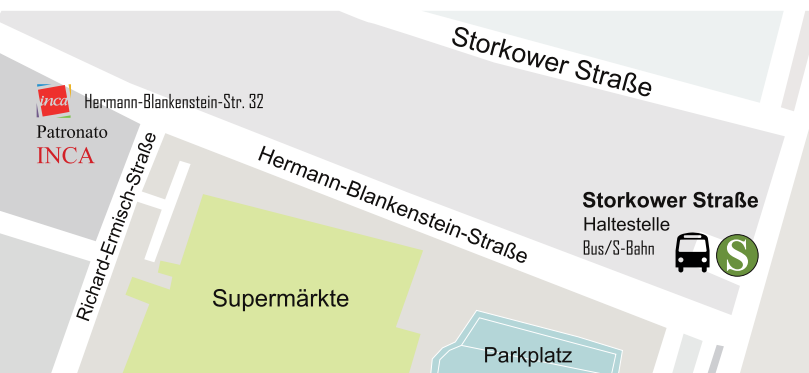 Storkower Straße
inca
Hermann-Blankenstein-Str. 32
Patronato
INCA
Richard-Ermisch-Straße
Hermann-Blankenstein-Straße
Storkower Straße
Haltestelle
Bus/S-Bahn
S
Supermärkte
Parkplatz